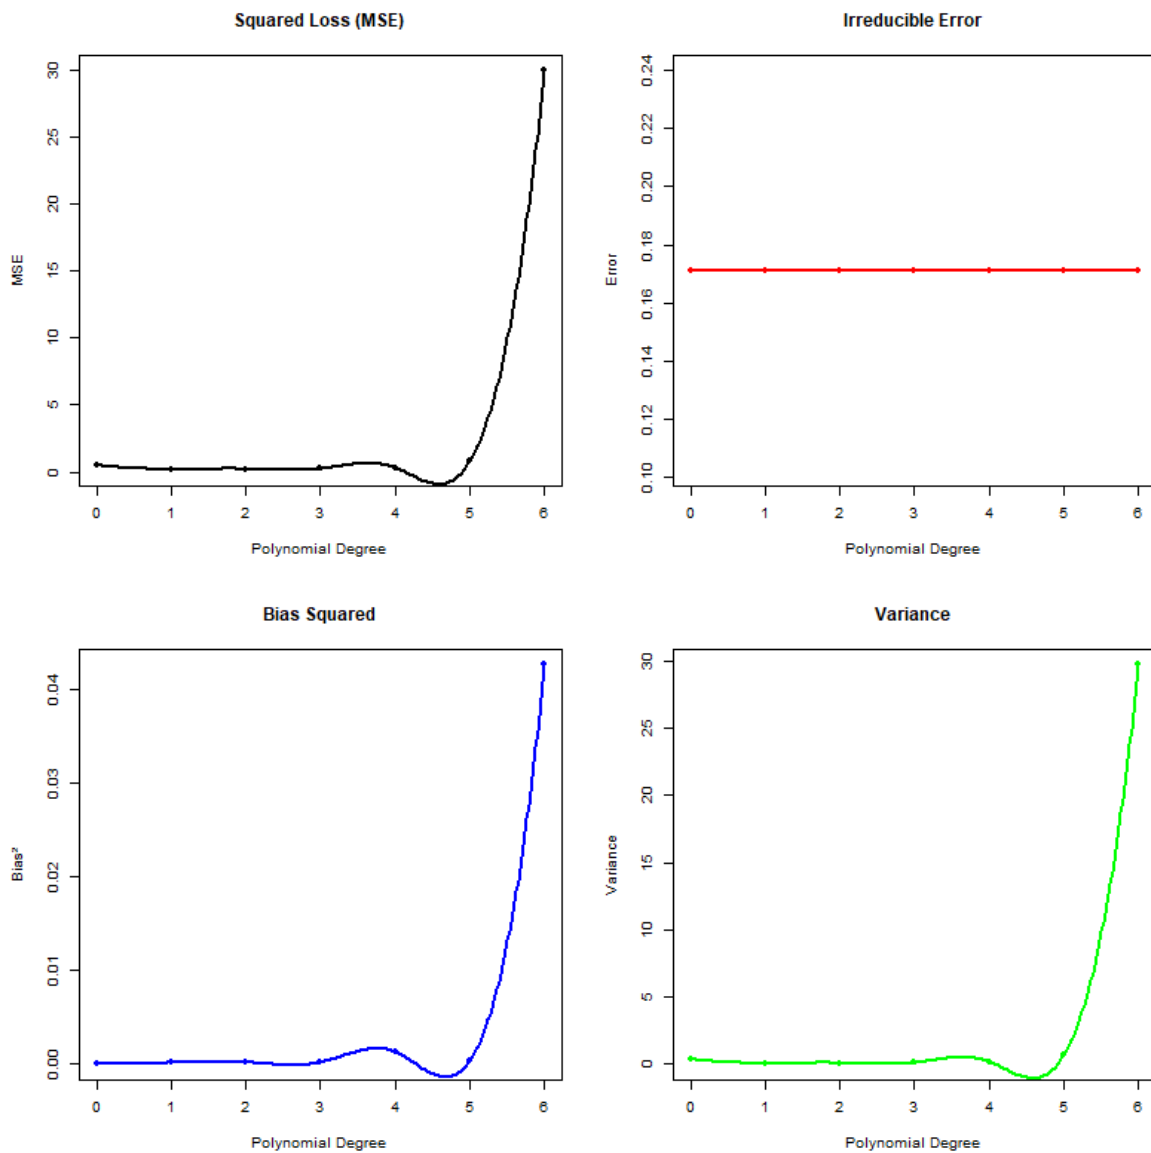 Squared Loss (MSE)
MSE
0 5 10 15 20 25 30
0 1 2 3 4 5 6
Polynomial Degree
Irreducible Error
Error
0.10 0.12 0.14 0.16 0.18 0.20 0.22 0.24
0 1 2 3 4 5 6
Polynomial Degree
Bias Squared
Bias²
0.00 0.01 0.02 0.03 0.04
0 1 2 3 4 5 6
Polynomial Degree
Variance
Variance
0 5 10 15 20 25 30
0 1 2 3 4 5 6
Polynomial Degree